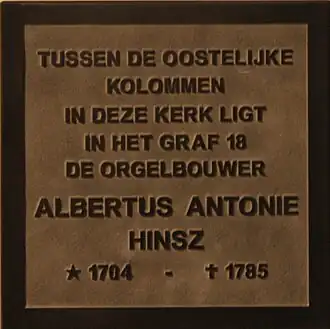 TUSSEN DE OOSTELIJKE
KOLOMMEN
IN DEZE KERK LIGT
IN HET GRAF 18
DE ORGELBOUWER
ALBERTUS ANTONIE
HINSZ
★ 1704 - † 1785